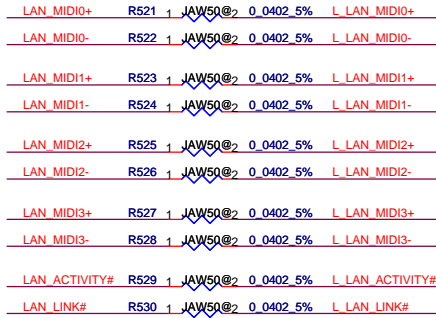 LAN_MIDI0+ R521 1 JAW50@ 2 0_0402_5% L_LAN_MIDI0+
LAN_MIDI0- R522 1 JAW50@ 2 0_0402_5% L_LAN_MIDI0-
LAN_MIDI1+ R523 1 JAW50@ 2 0_0402_5% L_LAN_MIDI1+
LAN_MIDI1- R524 1 JAW50@ 2 0_0402_5% L_LAN_MIDI1-
LAN_MIDI2+ R525 1 JAW50@ 2 0_0402_5% L_LAN_MIDI2+
LAN_MIDI2- R526 1 JAW50@ 2 0_0402_5% L_LAN_MIDI2-
LAN_MIDI3+ R527 1 JAW50@ 2 0_0402_5% L_LAN_MIDI3+
LAN_MIDI3- R528 1 JAW50@ 2 0_0402_5% L_LAN_MIDI3-
LAN_ACTIVITY# R529 1 JAW50@ 2 0_0402_5% L_LAN_ACTIVITY#
LAN_LINK# R530 1 JAW50@ 2 0_0402_5% L_LAN_LINK#